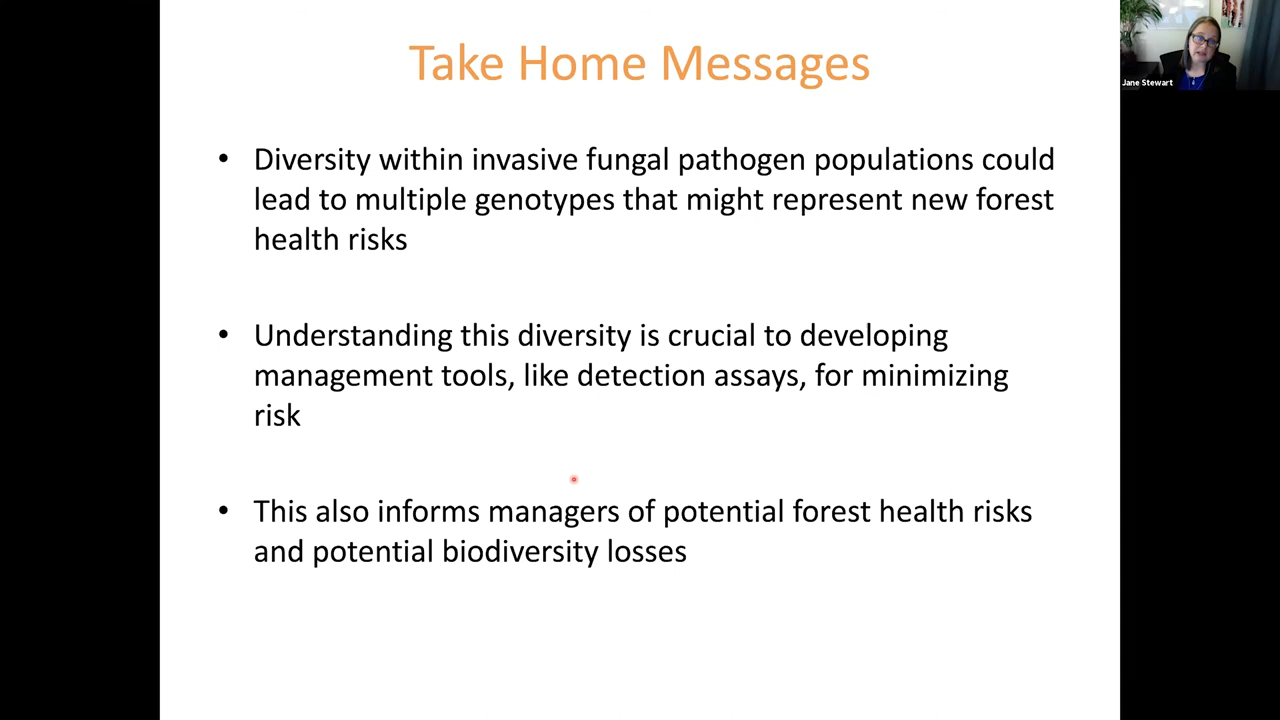 Take Home Messages
Jane Stewart
• Diversity within invasive fungal pathogen populations could
lead to multiple genotypes that might represent new forest
health risks
• Understanding this diversity is crucial to developing
management tools, like detection assays, for minimizing
risk
• This also informs managers of potential forest health risks
and potential biodiversity losses